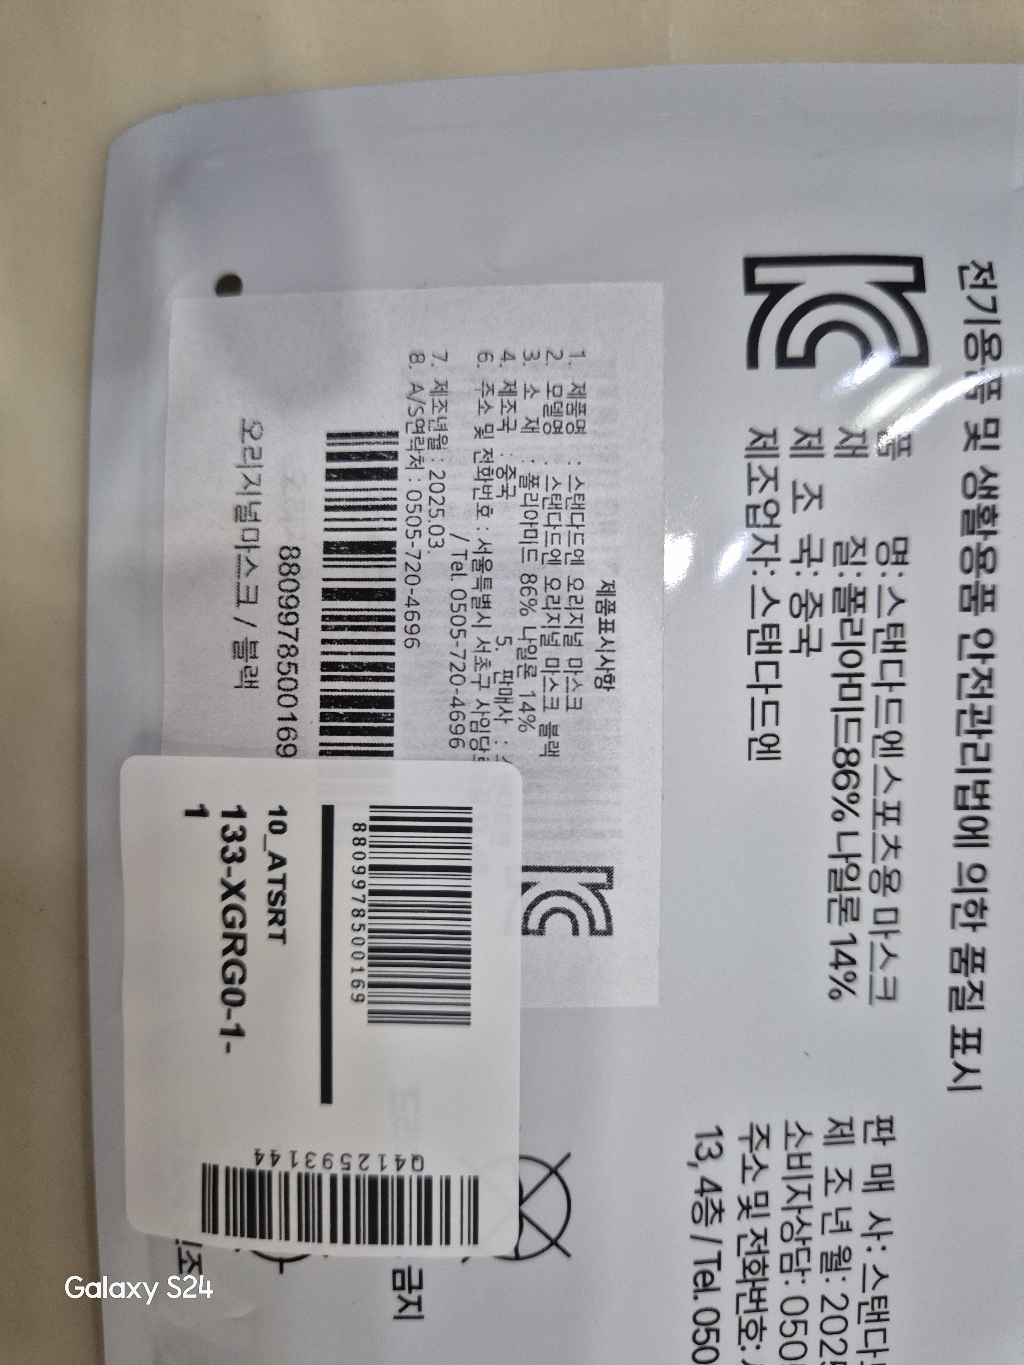 전기용품 및 생활용품 안전관리법에 의한 품질 표시
품 명: 스탠다드엔 스포츠용 마스크
재 질: 폴리아미드86% 나일론 14%
제 조 국: 중국
제조업자: 스탠다드엔
판 매 사: 스탠다
제 조 년 월: 202
소비자상담: 050
주소 및 전화번호:
13, 4층 / Tel. 050
제품표시사항
1. 제품명 : 스탠다드엔 오리지널 마스크
2. 모델명 : 스탠다드엔 오리지널 마스크 블랙
3. 소 재 : 폴리아미드 86% 나일론 14%
4. 제조국 : 중국 5. 판매사 :
6. 주소 및 전화번호 : 서울특별시 서초구 사임당
/ Tel. 0505-720-4696
7. 제조년월 : 2025.03.
8. A/S연락처 : 0505-720-4696
8809978500169
오리지널마스크 / 블랙
8809978500169
10_ATSRT
133-XGRG0-1-
1
Q412593144
금지
건조
Galaxy S24